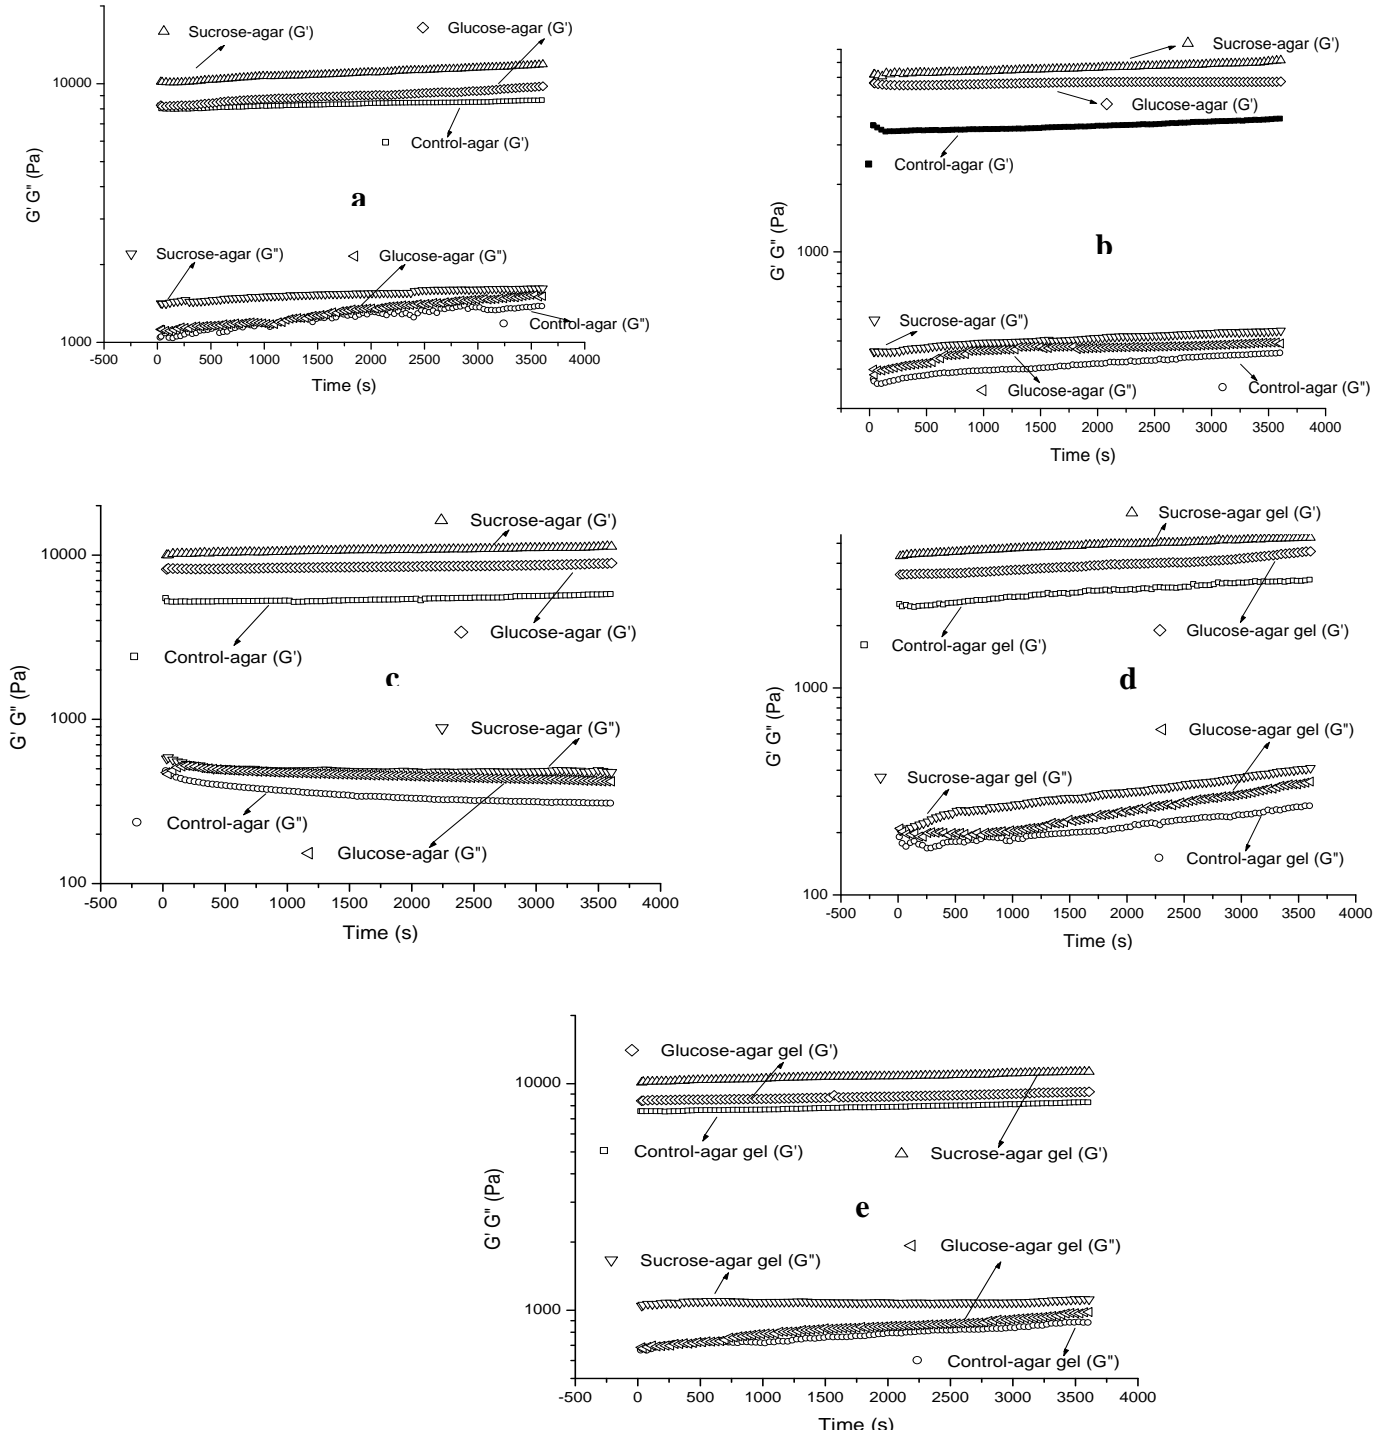 Sucrose-agar (G')
Glucose-agar (G')
10000
Control-agar (G')
a
G' G" (Pa)
Sucrose-agar (G")
Glucose-agar (G")
Control-agar (G")
1000
-500 0 500 1000 1500 2000 2500 3000 3500 4000
Time (s)
Sucrose-agar (G')
Glucose-agar (G')
Control-agar (G')
b
G' G" (Pa)
1000
Sucrose-agar (G")
Glucose-agar (G")
Control-agar (G")
0 500 1000 1500 2000 2500 3000 3500 4000
Time (s)
Sucrose-agar (G')
10000
Glucose-agar (G')
Control-agar (G')
c
G' G" (Pa)
1000
Sucrose-agar (G")
Control-agar (G")
Glucose-agar (G")
100
-500 0 500 1000 1500 2000 2500 3000 3500 4000
Time (s)
Sucrose-agar gel (G')
Glucose-agar gel (G')
Control-agar gel (G')
d
G' G" (Pa)
1000
Glucose-agar gel (G")
Sucrose-agar gel (G")
Control-agar gel (G")
100
-500 0 500 1000 1500 2000 2500 3000 3500 4000
Time (s)
Glucose-agar gel (G')
10000
Control-agar gel (G')
Sucrose-agar gel (G')
e
G' G" (Pa)
Glucose-agar gel (G")
Sucrose-agar gel (G")
1000
Control-agar gel (G")
-500 0 500 1000 1500 2000 2500 3000 3500 4000
Time (s)